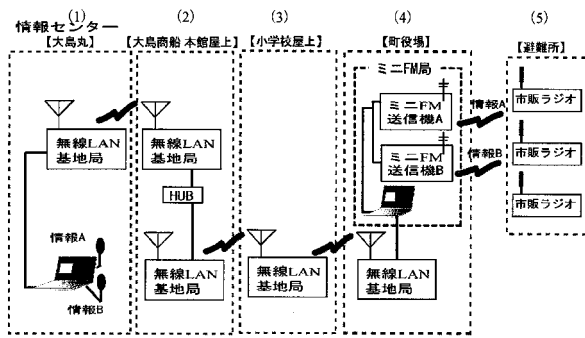 (1)
(2)
(3)
(4)
(5)
情報センター
【大島丸】
【大島商船 本館屋上】
【小学校屋上】
【町役場】
【避難所】
無線LAN
基地局
情報A
情報B
無線LAN
基地局
HUB
無線LAN
基地局
無線LAN
基地局
ミニFM局
ミニFM
送信機A
ミニFM
送信機B
無線LAN
基地局
情報A
情報B
市販ラジオ
市販ラジオ
市販ラジオ